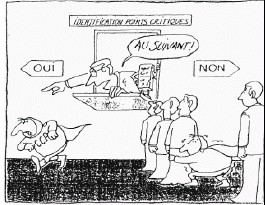 IDENTIFICATION POINTS CRITIQUES
AU SUIVANT!
OUI
NON